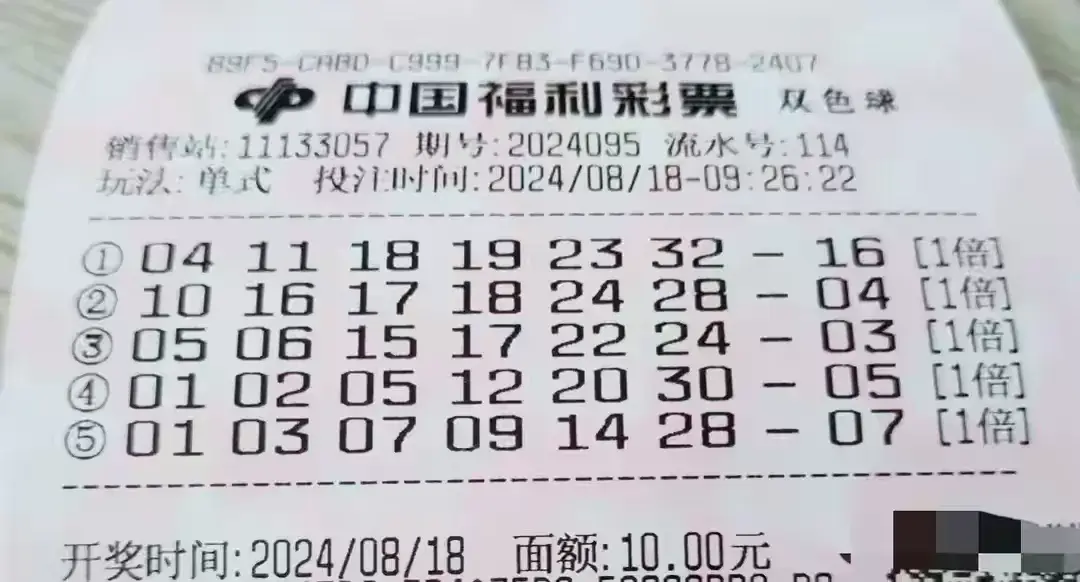 89F5-CABD-C999-7FB3-F69D-3778-2407
中国福利彩票 双色球
销售站:11133057 期号:2024095 流水号:114
玩法:单式 投注时间:2024/08/18-09:26:22
① 04 11 18 19 23 32 - 16 [1倍]
② 10 16 17 18 24 28 - 04 [1倍]
③ 05 06 15 17 22 24 - 03 [1倍]
④ 01 02 05 12 20 30 - 05 [1倍]
⑤ 01 03 07 09 14 28 - 07 [1倍]
开奖时间:2024/08/18 面额:10.00元